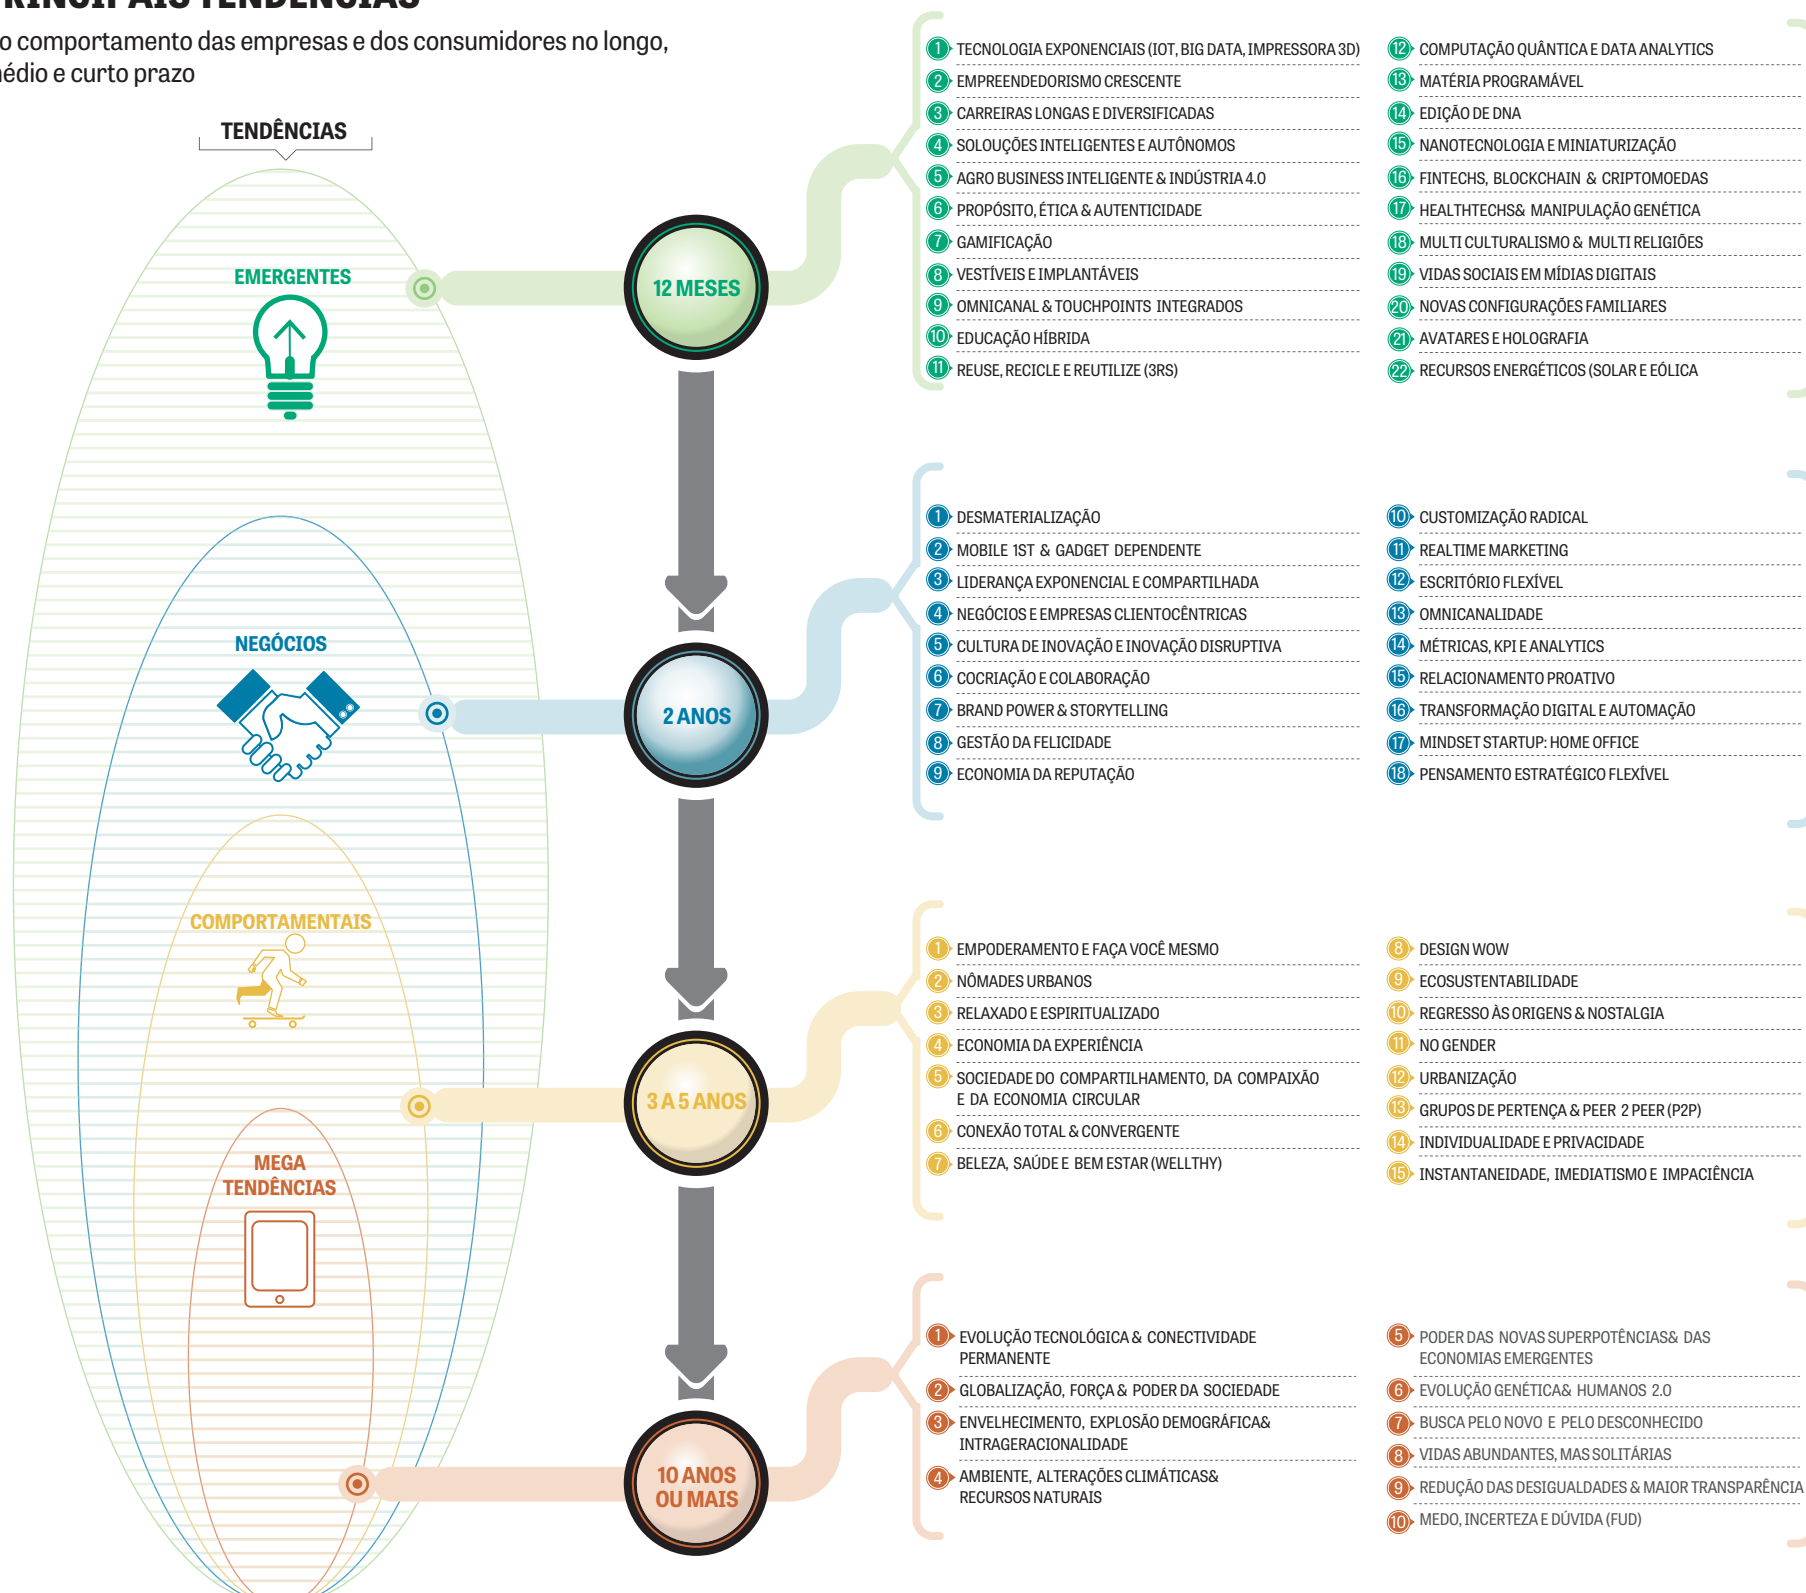 PRINCIPAIS TENDÊNCIAS
o comportamento das empresas e dos consumidores no longo,
médio e curto prazo
TENDÊNCIAS
EMERGENTES
12 MESES
1 TECNOLOGIA EXPONENCIAIS (IOT, BIG DATA, IMPRESSORA 3D)
2 EMPREENDEDORISMO CRESCENTE
3 CARREIRAS LONGAS E DIVERSIFICADAS
4 SOLOUÇÕES INTELIGENTES E AUTÔNOMOS
5 AGRO BUSINESS INTELIGENTE & INDÚSTRIA 4.0
6 PROPÓSITO, ÉTICA & AUTENTICIDADE
7 GAMIFICAÇÃO
8 VESTÍVEIS E IMPLANTÁVEIS
9 OMNICANAL & TOUCHPOINTS INTEGRADOS
10 EDUCAÇÃO HÍBRIDA
11 REUSE, RECICLE E REUTILIZE (3RS)
12 COMPUTAÇÃO QUÂNTICA E DATA ANALYTICS
13 MATÉRIA PROGRAMÁVEL
14 EDIÇÃO DE DNA
15 NANOTECNOLOGIA E MINIATURIZAÇÃO
16 FINTECHS, BLOCKCHAIN & CRIPTOMOEDAS
17 HEALTHTECHS& MANIPULAÇÃO GENÉTICA
18 MULTI CULTURALISMO & MULTI RELIGIÕES
19 VIDAS SOCIAIS EM MÍDIAS DIGITAIS
20 NOVAS CONFIGURAÇÕES FAMILIARES
21 AVATARES E HOLOGRAFIA
22 RECURSOS ENERGÉTICOS (SOLAR E EÓLICA
NEGÓCIOS
2 ANOS
1 DESMATERIALIZAÇÃO
2 MOBILE 1ST & GADGET DEPENDENTE
3 LIDERANÇA EXPONENCIAL E COMPARTILHADA
4 NEGÓCIOS E EMPRESAS CLIENTOCÊNTRICAS
5 CULTURA DE INOVAÇÃO E INOVAÇÃO DISRUPTIVA
6 COCRIAÇÃO E COLABORAÇÃO
7 BRAND POWER & STORYTELLING
8 GESTÃO DA FELICIDADE
9 ECONOMIA DA REPUTAÇÃO
10 CUSTOMIZAÇÃO RADICAL
11 REALTIME MARKETING
12 ESCRITÓRIO FLEXÍVEL
13 OMNICANALIDADE
14 MÉTRICAS, KPI E ANALYTICS
15 RELACIONAMENTO PROATIVO
16 TRANSFORMAÇÃO DIGITAL E AUTOMAÇÃO
17 MINDSET STARTUP: HOME OFFICE
18 PENSAMENTO ESTRATÉGICO FLEXÍVEL
COMPORTAMENTAIS
3 A 5 ANOS
1 EMPODERAMENTO E FAÇA VOCÊ MESMO
2 NÔMADES URBANOS
3 RELAXADO E ESPIRITUALIZADO
4 ECONOMIA DA EXPERIÊNCIA
5 SOCIEDADE DO COMPARTILHAMENTO, DA COMPAIXÃO
E DA ECONOMIA CIRCULAR
6 CONEXÃO TOTAL & CONVERGENTE
7 BELEZA, SAÚDE E BEM ESTAR (WELLTHY)
8 DESIGN WOW
9 ECOSUSTENTABILIDADE
10 REGRESSO ÀS ORIGENS & NOSTALGIA
11 NO GENDER
12 URBANIZAÇÃO
13 GRUPOS DE PERTENÇA & PEER 2 PEER (P2P)
14 INDIVIDUALIDADE E PRIVACIDADE
15 INSTANTANEIDADE, IMEDIATISMO E IMPACIÊNCIA
MEGA
TENDÊNCIAS
10 ANOS
OU MAIS
1 EVOLUÇÃO TECNOLÓGICA & CONECTIVIDADE
PERMANENTE
2 GLOBALIZAÇÃO, FORÇA & PODER DA SOCIEDADE
3 ENVELHECIMENTO, EXPLOSÃO DEMOGRÁFICA&
INTRAGERACIONALIDADE
4 AMBIENTE, ALTERAÇÕES CLIMÁTICAS&
RECURSOS NATURAIS
5 PODER DAS NOVAS SUPERPOTÊNCIAS& DAS
ECONOMIAS EMERGENTES
6 EVOLUÇÃO GENÉTICA& HUMANOS 2.0
7 BUSCA PELO NOVO E PELO DESCONHECIDO
8 VIDAS ABUNDANTES, MAS SOLITÁRIAS
9 REDUÇÃO DAS DESIGUALDADES & MAIOR TRANSPARÊNCIA
10 MEDO, INCERTEZA E DÚVIDA (FUD)